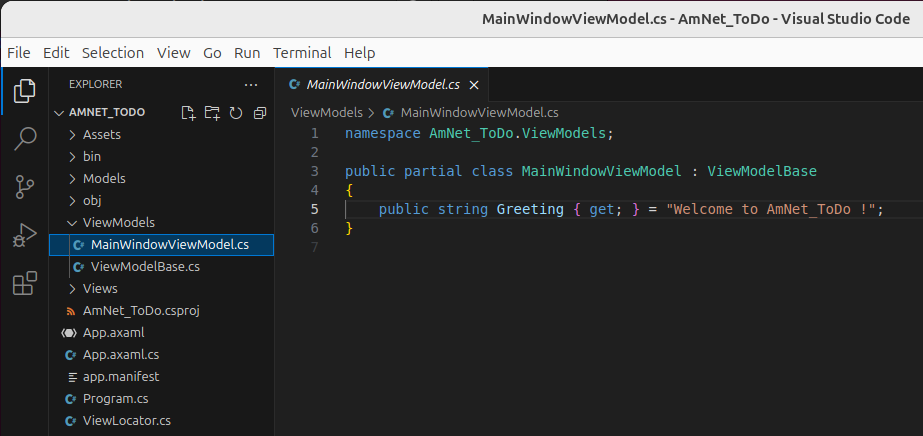 MainWindowViewModel.cs - AmNet_ToDo - Visual Studio Code
File Edit Selection View Go Run Terminal Help
EXPLORER
AMNET_TODO
Assets
bin
Models
obj
ViewModels
MainWindowViewModel.cs
ViewModelBase.cs
Views
AmNet_ToDo.csproj
App.axaml
App.axaml.cs
app.manifest
Program.cs
ViewLocator.cs
MainWindowViewModel.cs
ViewModels > MainWindowViewModel.cs
1 namespace AmNet_ToDo.ViewModels;
2
3 public partial class MainWindowViewModel : ViewModelBase
4 {
5 public string Greeting { get; } = "Welcome to AmNet_ToDo !";
6 }
7